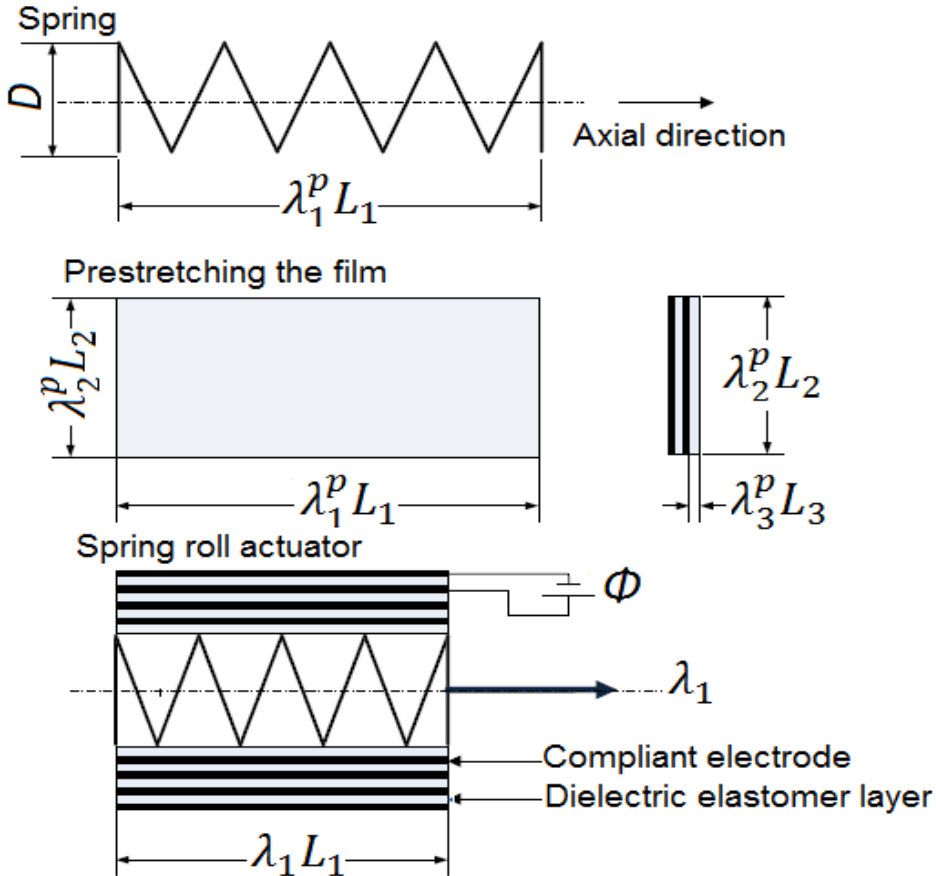 Spring
D
Axial direction
λ₁ᵖL₁
Prestretching the film
λ₂ᵖL₂
λ₂ᵖL₂
λ₁ᵖL₁
λ₃ᵖL₃
Spring roll actuator
Φ
λ₁
Compliant electrode
Dielectric elastomer layer
λ₁L₁